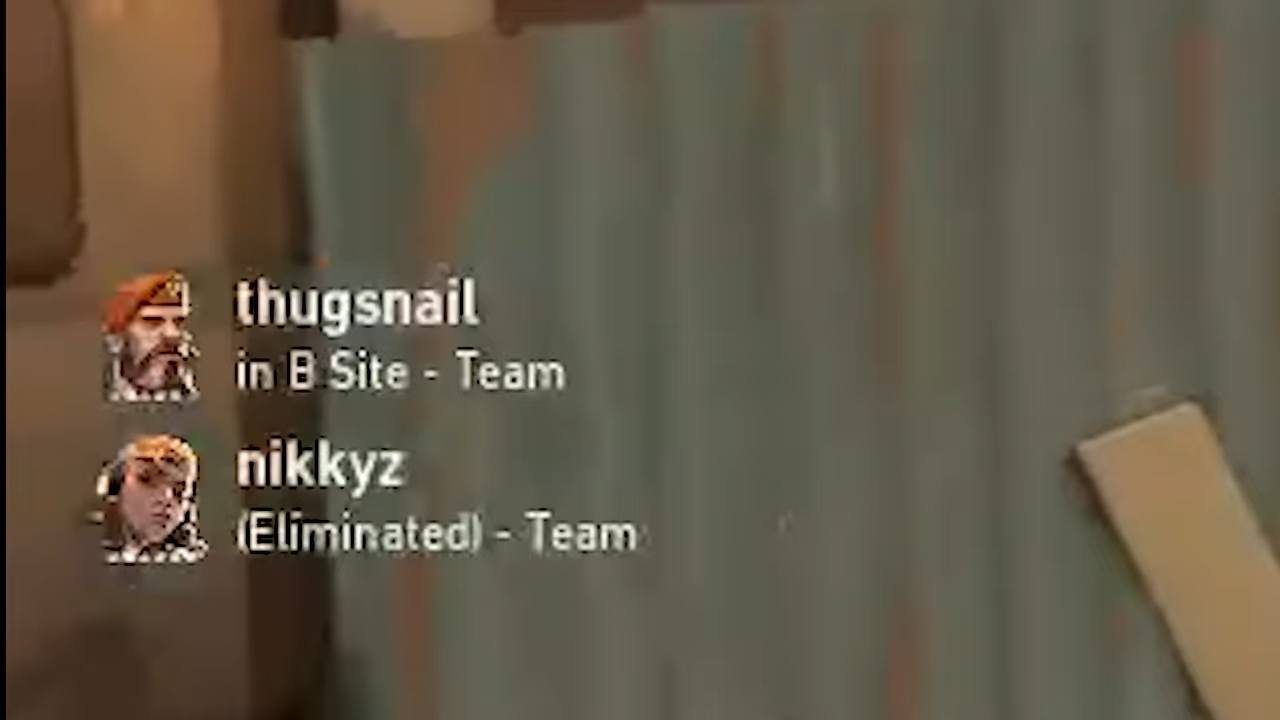 thugsnail
in B Site - Team
nikkyz
(Eliminated) - Team